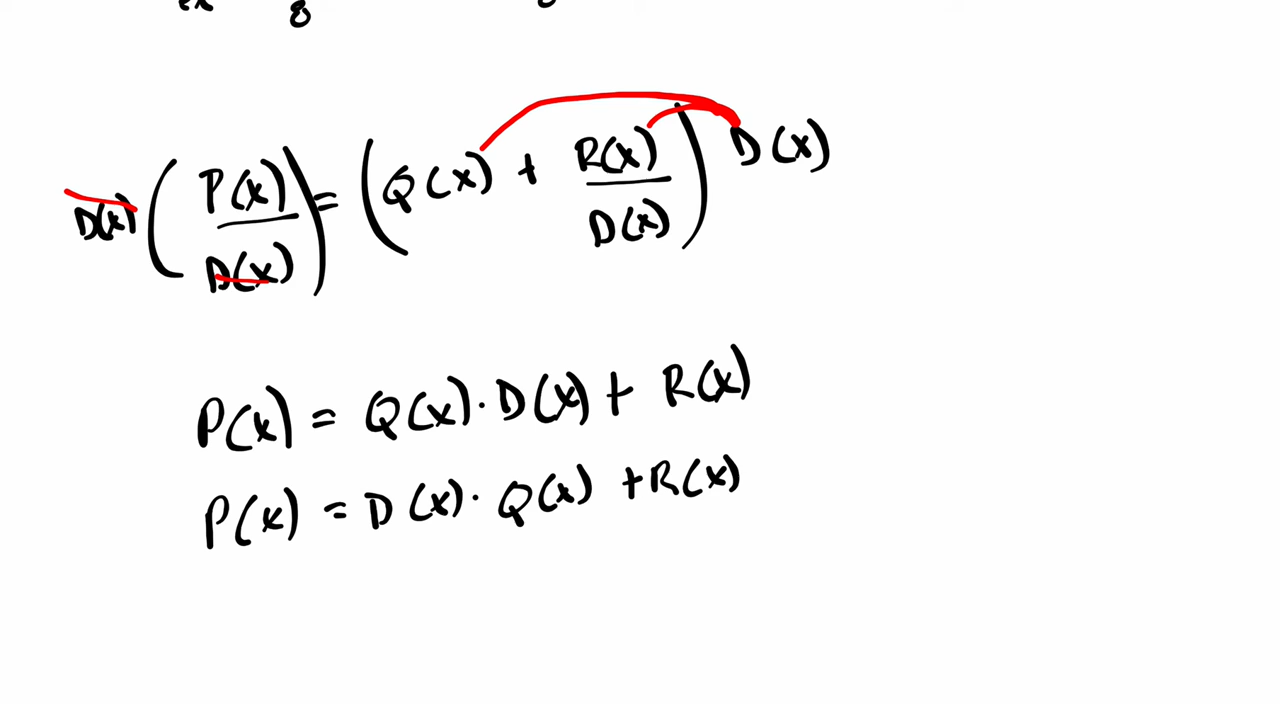 D(x) ( P(x) / D(x) ) = ( Q(x) + R(x) / D(x) ) D(x)
P(x) = Q(x) · D(x) + R(x)
P(x) = D(x) · Q(x) + R(x)